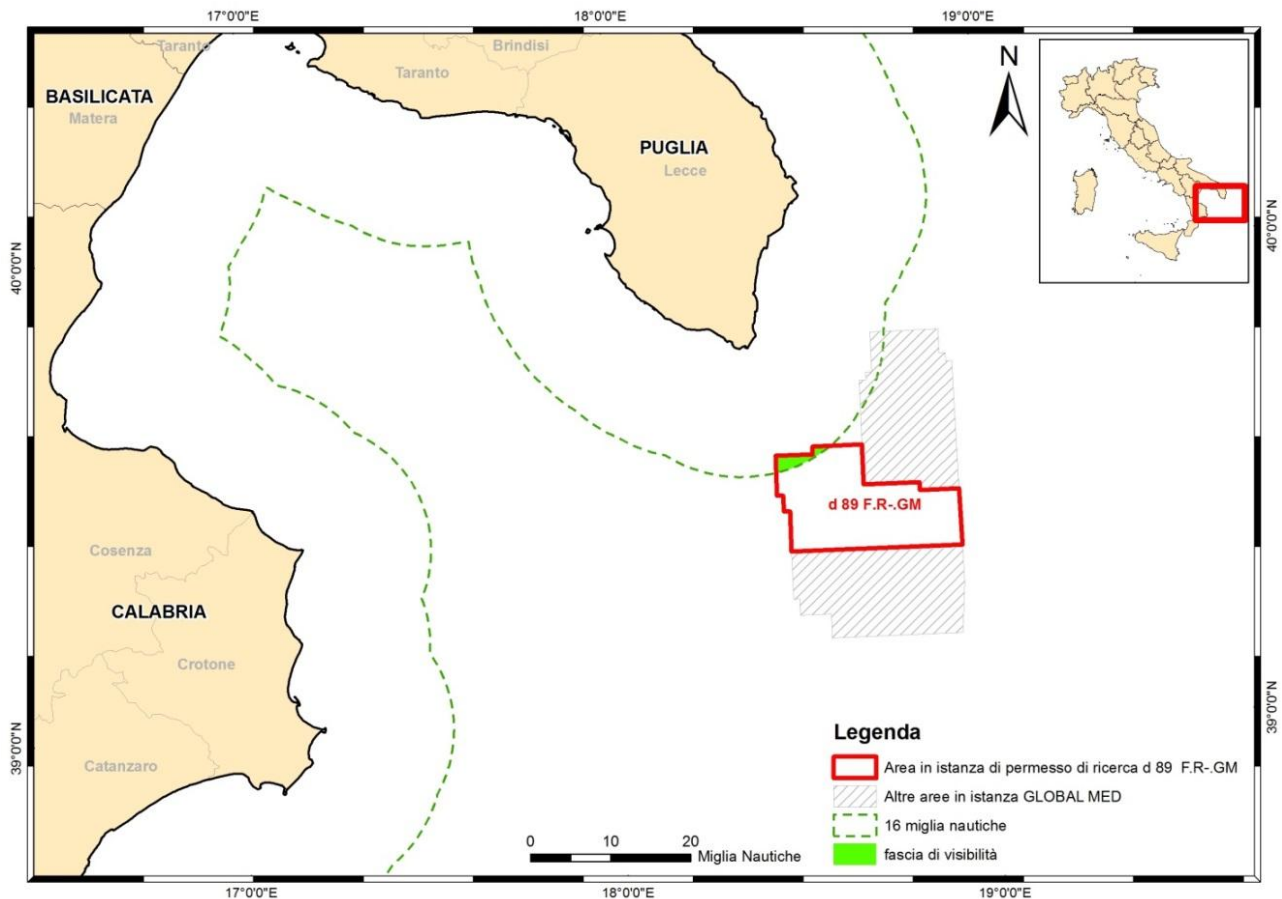 17°0'0"E
18°0'0"E
19°0'0"E
Taranto
Brindisi
Taranto
BASILICATA
Matera
PUGLIA
Lecce
N
40°0'0"N
40°0'0"N
d 89 F.R-.GM
Cosenza
CALABRIA
Crotone
Catanzaro
39°0'0"N
39°0'0"N
Legenda
Area in istanza di permesso di ricerca d 89 F.R-.GM
Altre aree in istanza GLOBAL MED
16 miglia nautiche
fascia di visibilità
0 10 20
Miglia Nautiche
17°0'0"E
18°0'0"E
19°0'0"E